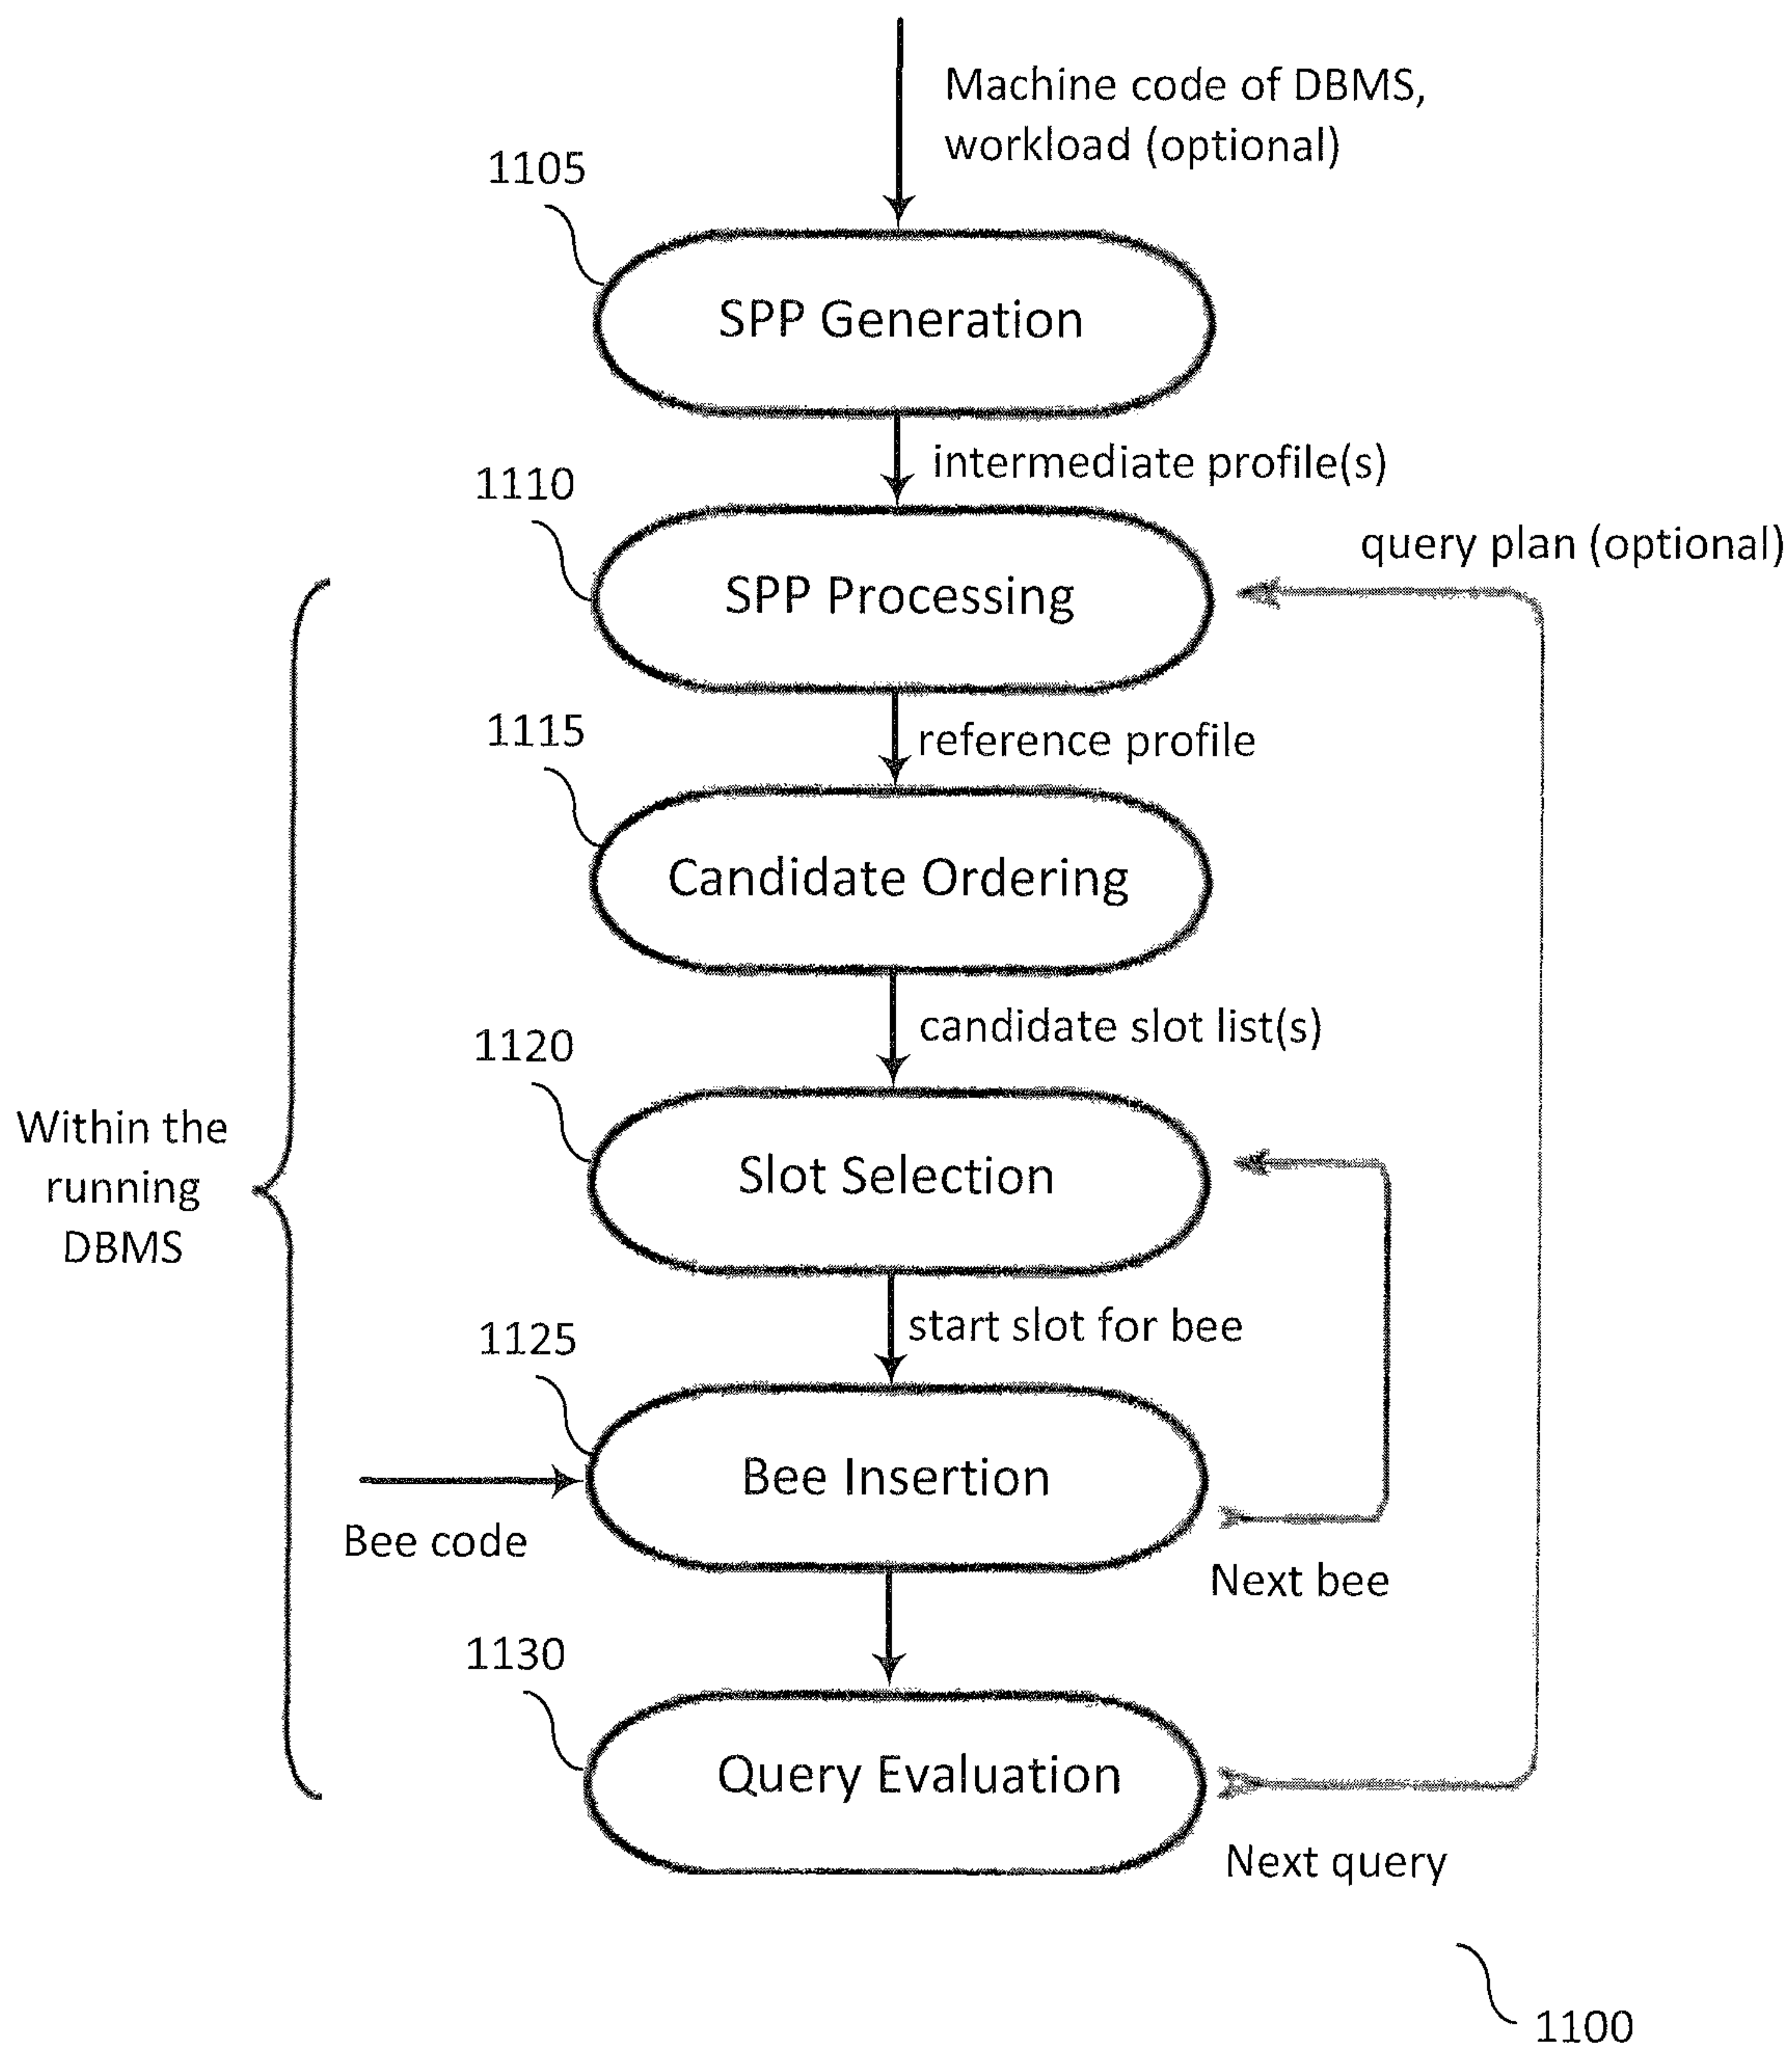 Machine code of DBMS,
workload (optional)
1105
SPP Generation
intermediate profile(s)
1110
query plan (optional)
SPP Processing
1115
reference profile
Candidate Ordering
candidate slot list(s)
1120
Within the
running
DBMS
Slot Selection
start slot for bee
1125
Bee Insertion
Bee code
Next bee
1130
Query Evaluation
Next query
1100